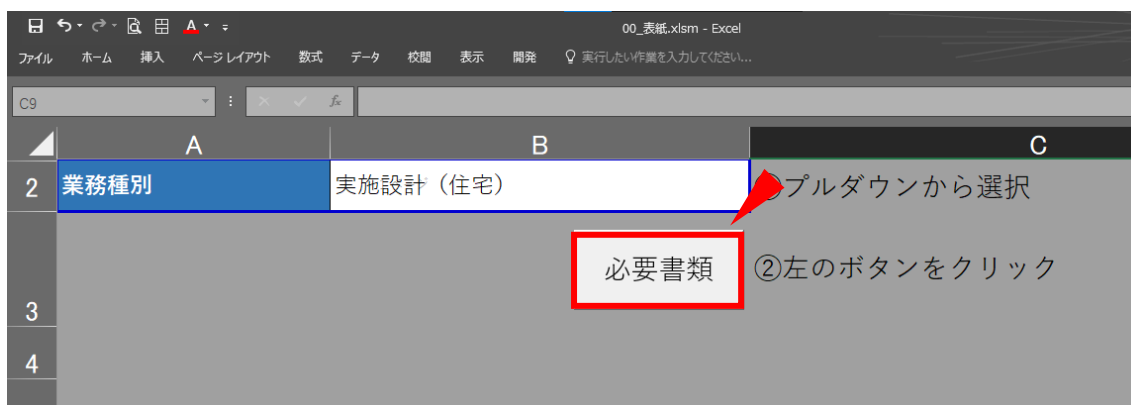 00_表紙.xlsm - Excel
ファイル ホーム 挿入 ページ レイアウト 数式 データ 校閲 表示 開発 実行したい作業を入力してください...
C9 fx
A B C
2 業務種別 実施設計（住宅） プルダウンから選択
必要書類 ②左のボタンをクリック
3
4